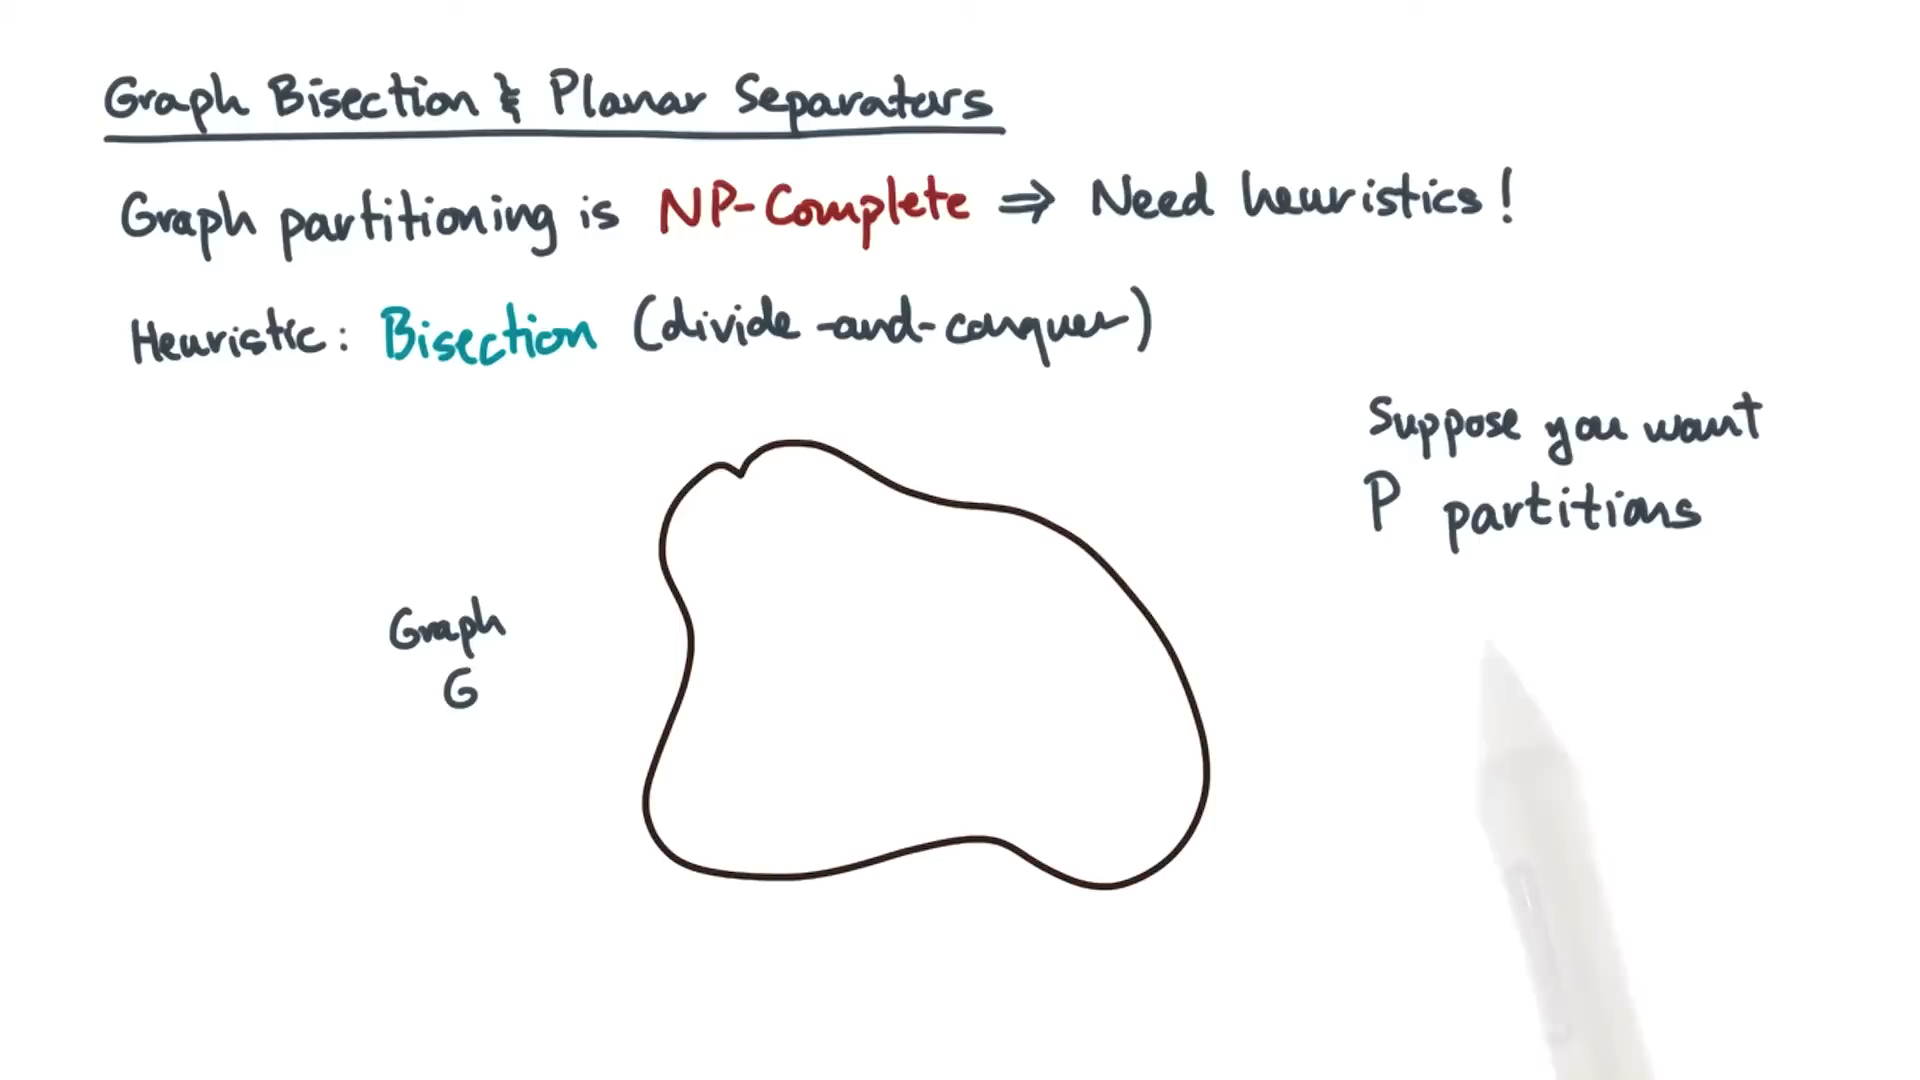 Graph Bisection & Planar Separators
Graph partitioning is NP-Complete ⇒ Need heuristics!
Heuristic: Bisection (divide-and-conquer)
Suppose you want
P partitions
Graph
G